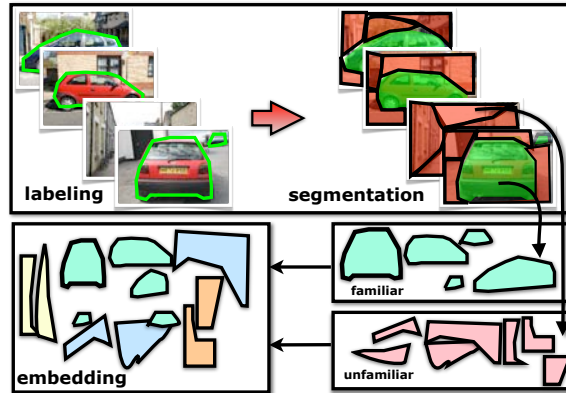 labeling
segmentation
familiar
unfamiliar
embedding